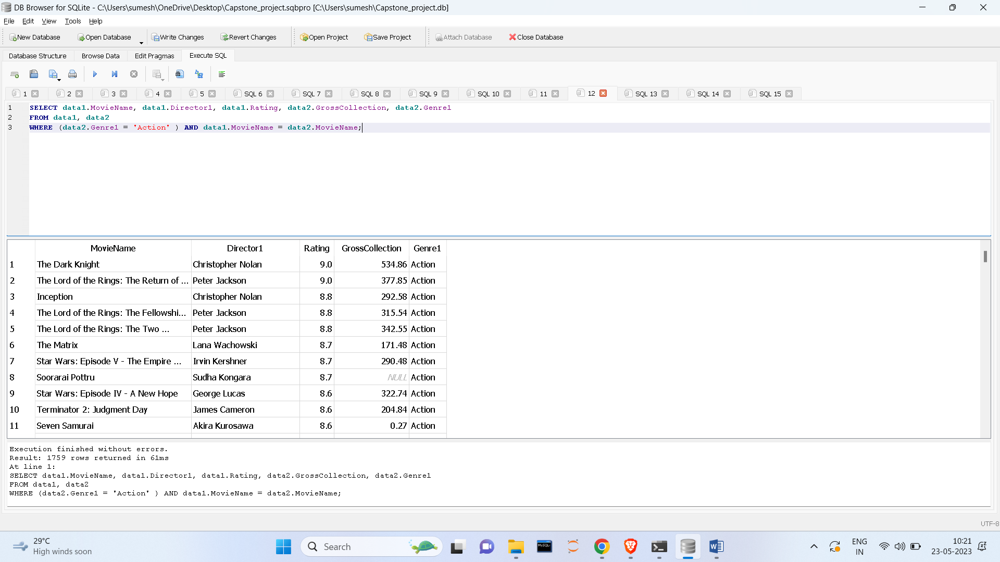 DB Browser for SQLite - C:\Users\sumesh\OneDrive\Desktop\Capstone_project.sqbpro [C:\Users\sumesh\Capstone_project.db]
File Edit View Tools Help
New Database Open Database Write Changes Revert Changes Open Project Save Project Attach Database Close Database
Database Structure Browse Data Edit Pragmas Execute SQL
1 2 3 4 5 SQL 6 SQL 7 SQL 8 SQL 9 SQL 10 11 12 SQL 13 SQL 14 SQL 15
1 SELECT data1.MovieName, data1.Director1, data1.Rating, data2.GrossCollection, data2.Genre1
2 FROM data1, data2
3 WHERE (data2.Genre1 = 'Action' ) AND data1.MovieName = data2.MovieName;
MovieName Director1 Rating GrossCollection Genre1
1 The Dark Knight Christopher Nolan 9.0 534.86 Action
2 The Lord of the Rings: The Return of ... Peter Jackson 9.0 377.85 Action
3 Inception Christopher Nolan 8.8 292.58 Action
4 The Lord of the Rings: The Fellowshi... Peter Jackson 8.8 315.54 Action
5 The Lord of the Rings: The Two ... Peter Jackson 8.8 342.55 Action
6 The Matrix Lana Wachowski 8.7 171.48 Action
7 Star Wars: Episode V - The Empire ... Irvin Kershner 8.7 290.48 Action
8 Soorarai Pottru Sudha Kongara 8.7 NULL Action
9 Star Wars: Episode IV - A New Hope George Lucas 8.6 322.74 Action
10 Terminator 2: Judgment Day James Cameron 8.6 204.84 Action
11 Seven Samurai Akira Kurosawa 8.6 0.27 Action
Execution finished without errors.
Result: 1759 rows returned in 61ms
At line 1:
SELECT data1.MovieName, data1.Director1, data1.Rating, data2.GrossCollection, data2.Genre1
FROM data1, data2
WHERE (data2.Genre1 = 'Action' ) AND data1.MovieName = data2.MovieName;
UTF-8
29°C
High winds soon
Search
MySQL
ENG
IN
10:21
23-05-2023